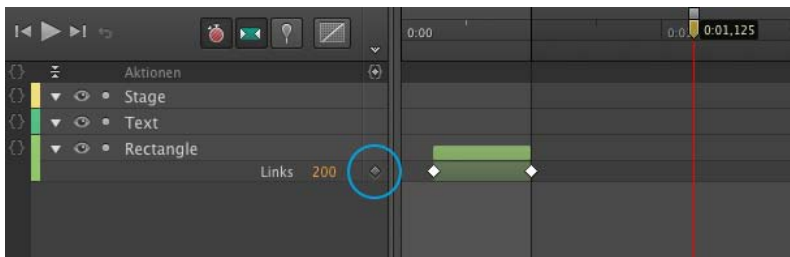 0:00
0:01,125
Aktionen
Stage
Text
Rectangle
Links 200